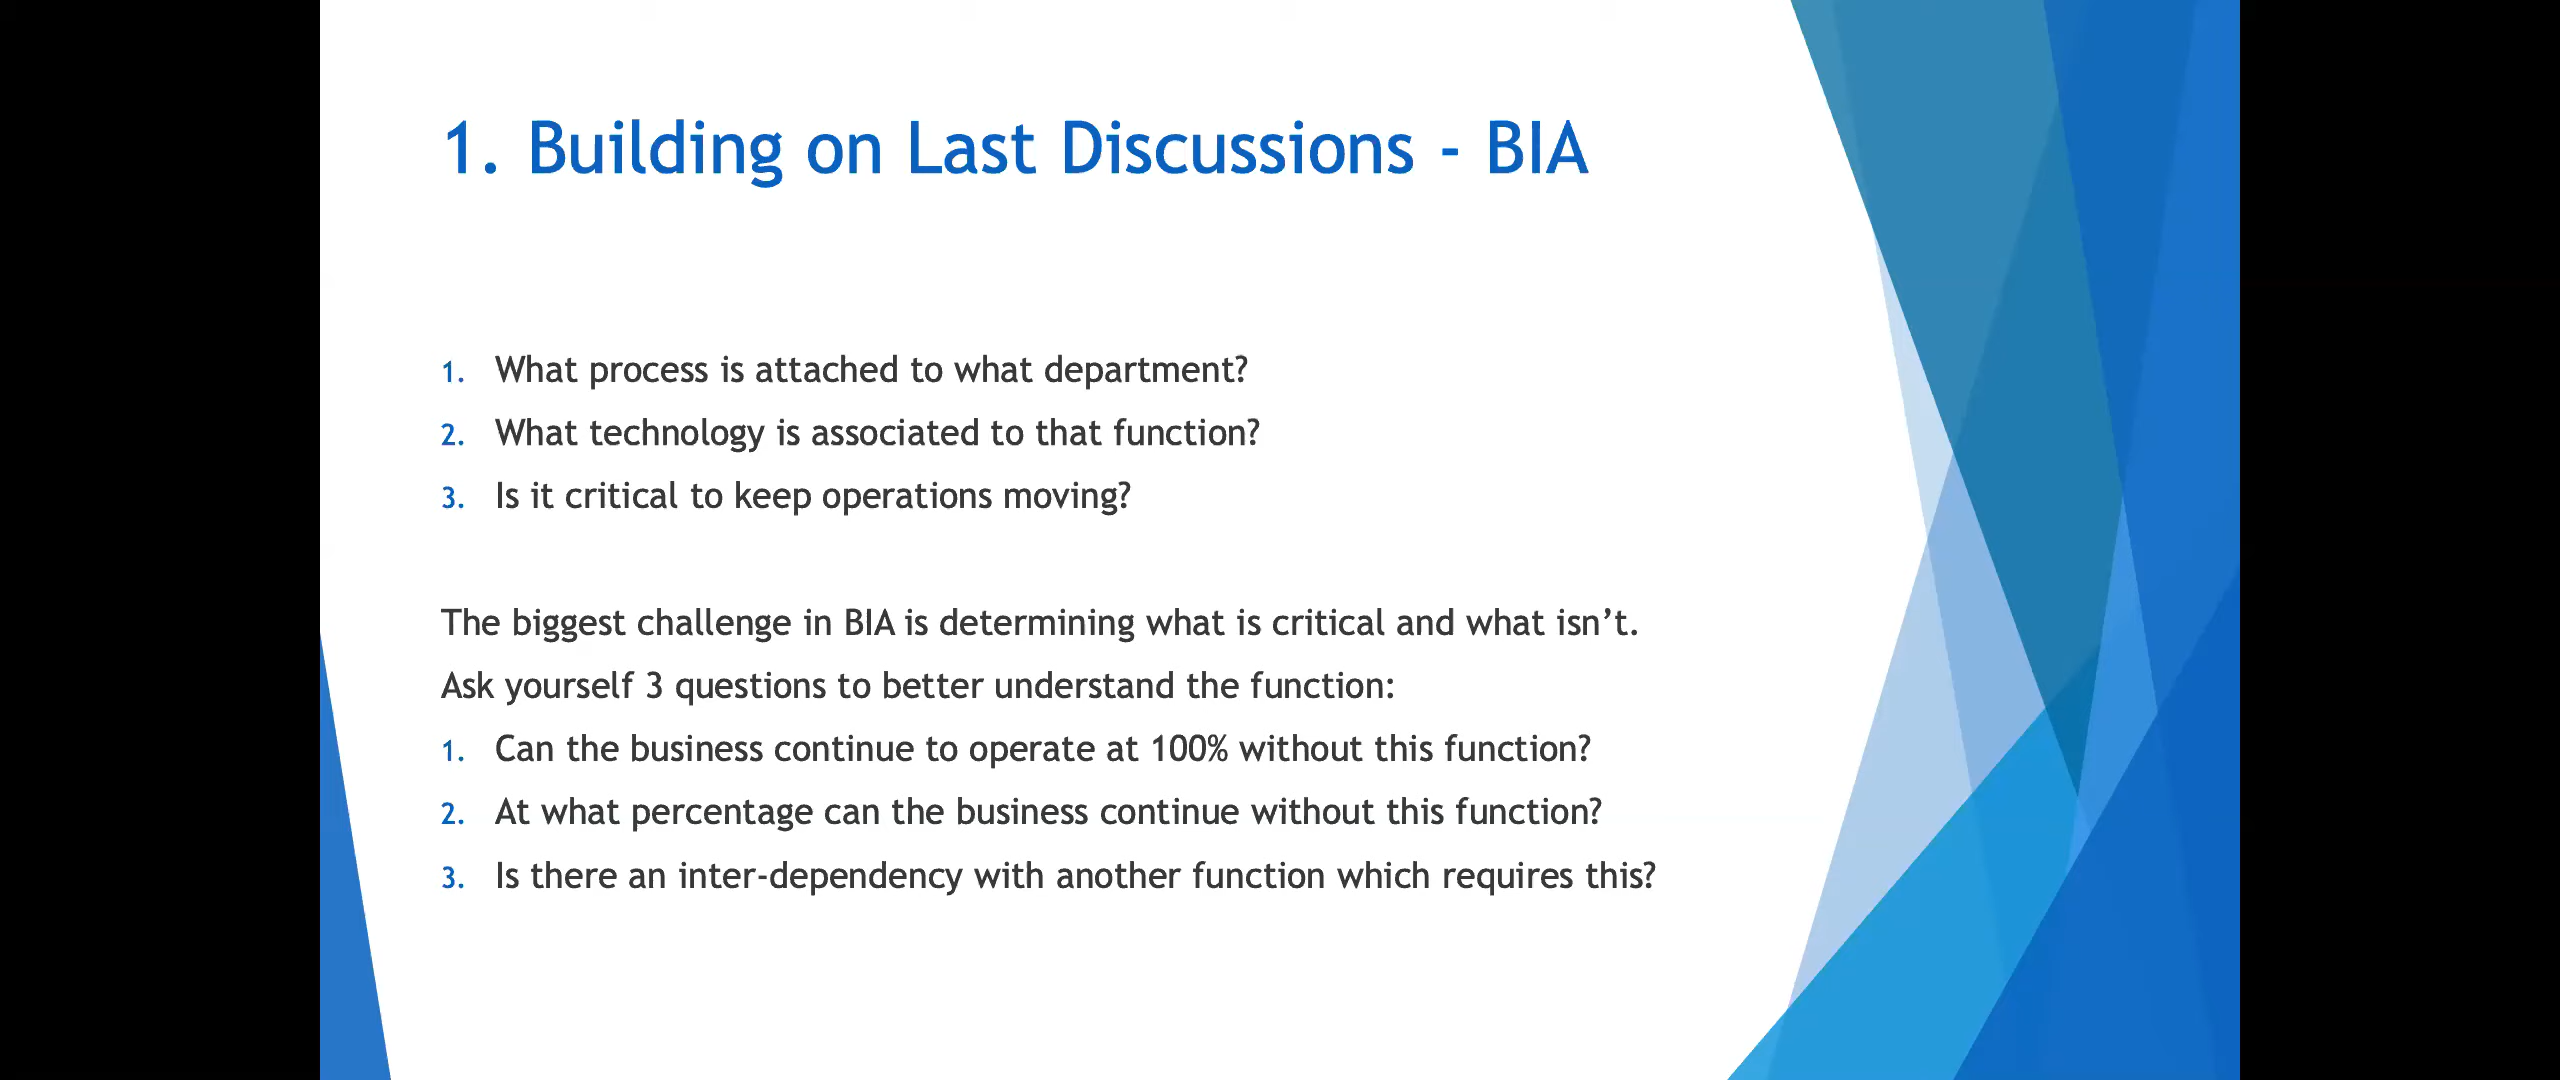 1. Building on Last Discussions - BIA
1. What process is attached to what department?
2. What technology is associated to that function?
3. Is it critical to keep operations moving?
The biggest challenge in BIA is determining what is critical and what isn’t.
Ask yourself 3 questions to better understand the function:
1. Can the business continue to operate at 100% without this function?
2. At what percentage can the business continue without this function?
3. Is there an inter-dependency with another function which requires this?